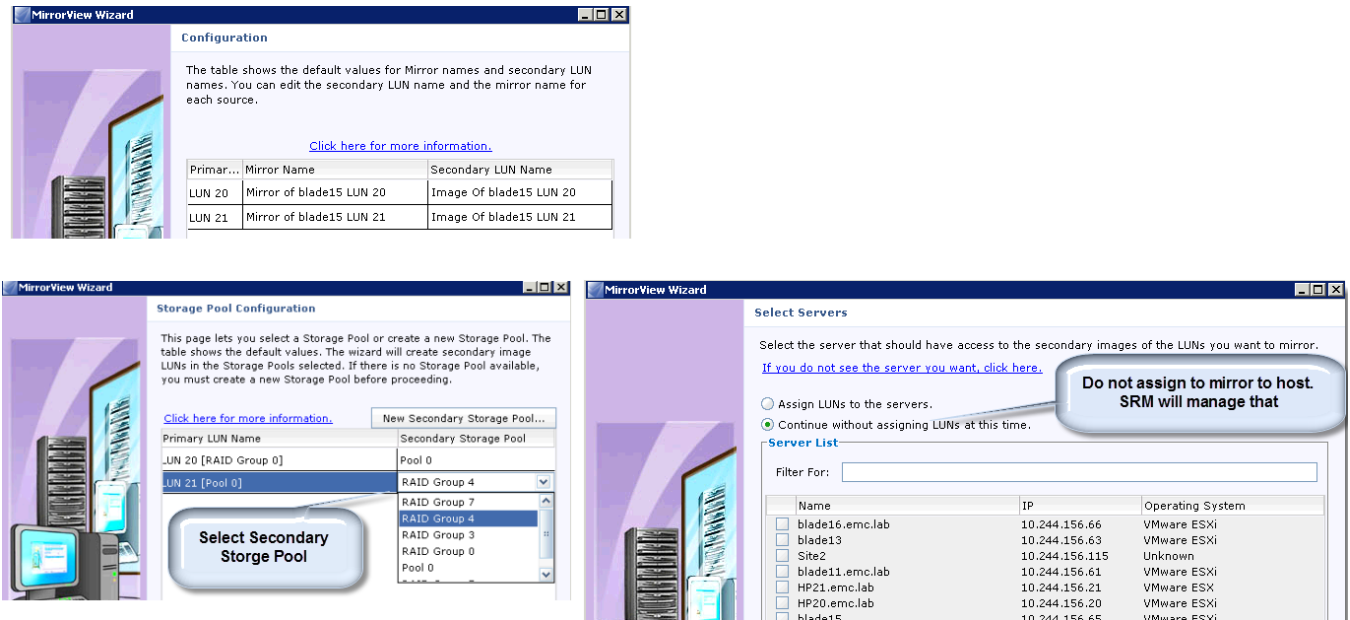 MirrorView Wizard
Configuration
The table shows the default values for Mirror names and secondary LUN
names. You can edit the secondary LUN name and the mirror name for
each source.
Click here for more information.
Primar... Mirror Name Secondary LUN Name
LUN 20 Mirror of blade15 LUN 20 Image Of blade15 LUN 20
LUN 21 Mirror of blade15 LUN 21 Image Of blade15 LUN 21
MirrorView Wizard
Storage Pool Configuration
This page lets you select a Storage Pool or create a new Storage Pool. The
table shows the default values. The wizard will create secondary image
LUNs in the Storage Pools selected. If there is no Storage Pool available,
you must create a new Storage Pool before proceeding.
Click here for more information. New Secondary Storage Pool...
Primary LUN Name Secondary Storage Pool
LUN 20 [RAID Group 0] Pool 0
LUN 21 [Pool 0] RAID Group 4
RAID Group 7
RAID Group 4
RAID Group 3
RAID Group 0
Pool 0
Select Secondary
Storge Pool
MirrorView Wizard
Select Servers
Select the server that should have access to the secondary images of the LUNs you want to mirror.
If you do not see the server you want, click here.
Do not assign to mirror to host.
SRM will manage that
Assign LUNs to the servers.
Continue without assigning LUNs at this time.
Server List
Filter For:
Name IP Operating System
blade16.emc.lab 10.244.156.66 VMware ESXi
blade13 10.244.156.63 VMware ESXi
Site2 10.244.156.115 Unknown
blade11.emc.lab 10.244.156.61 VMware ESXi
HP21.emc.lab 10.244.156.21 VMware ESX
HP20.emc.lab 10.244.156.20 VMware ESXi
blade15 10.244.156.65 VMware ESXi